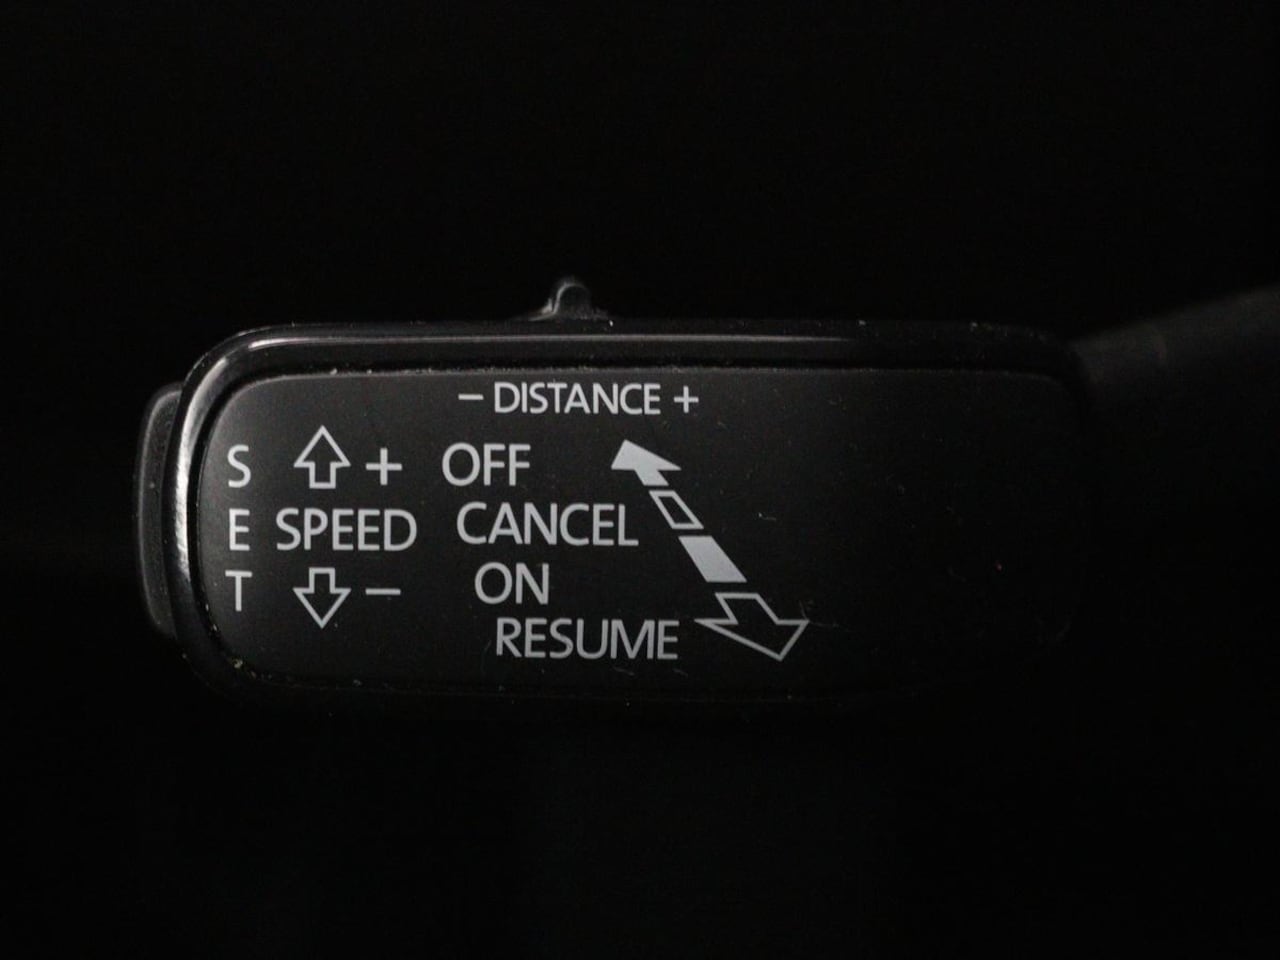 − DISTANCE +
S + OFF
E SPEED CANCEL
T − ON
RESUME